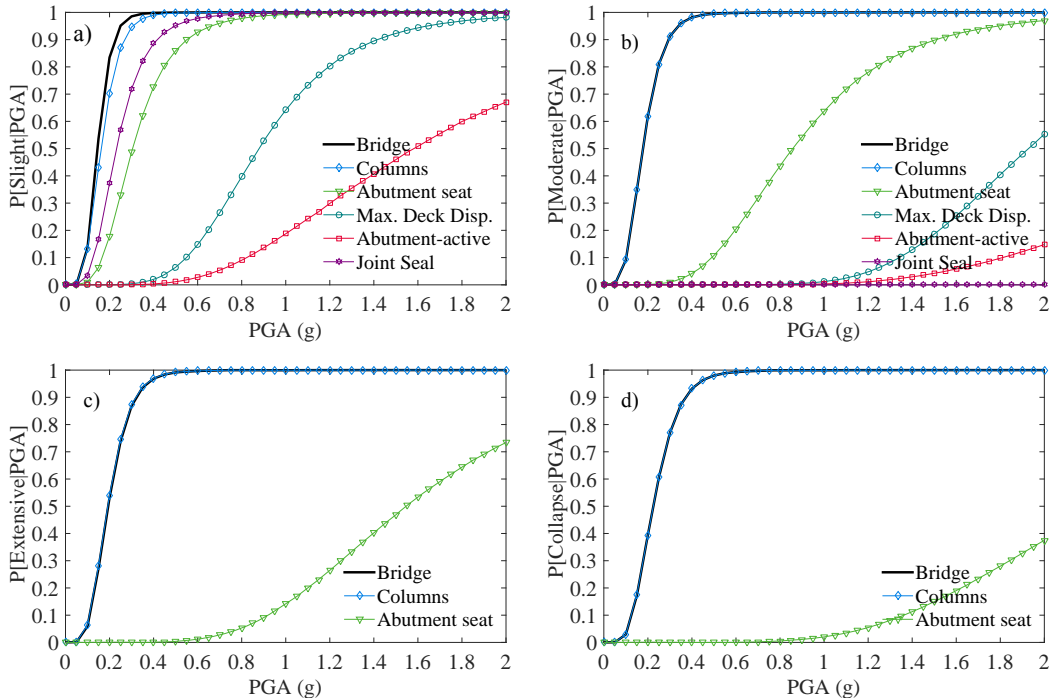 a)
P[Slight|PGA]
1
0.9
0.8
0.7
0.6
0.5
0.4
0.3
0.2
0.1
0
Bridge
Columns
Abutment seat
Max. Deck Disp.
Abutment-active
Joint Seal
0 0.2 0.4 0.6 0.8 1 1.2 1.4 1.6 1.8 2
PGA (g)
b)
P[Moderate|PGA]
1
0.9
0.8
0.7
0.6
0.5
0.4
0.3
0.2
0.1
0
Bridge
Columns
Abutment seat
Max. Deck Disp.
Abutment-active
Joint Seal
0 0.2 0.4 0.6 0.8 1 1.2 1.4 1.6 1.8 2
PGA (g)
c)
P[Extensive|PGA]
1
0.9
0.8
0.7
0.6
0.5
0.4
0.3
0.2
0.1
0
Bridge
Columns
Abutment seat
0 0.2 0.4 0.6 0.8 1 1.2 1.4 1.6 1.8 2
PGA (g)
d)
P[Collapse|PGA]
1
0.9
0.8
0.7
0.6
0.5
0.4
0.3
0.2
0.1
0
Bridge
Columns
Abutment seat
0 0.2 0.4 0.6 0.8 1 1.2 1.4 1.6 1.8 2
PGA (g)